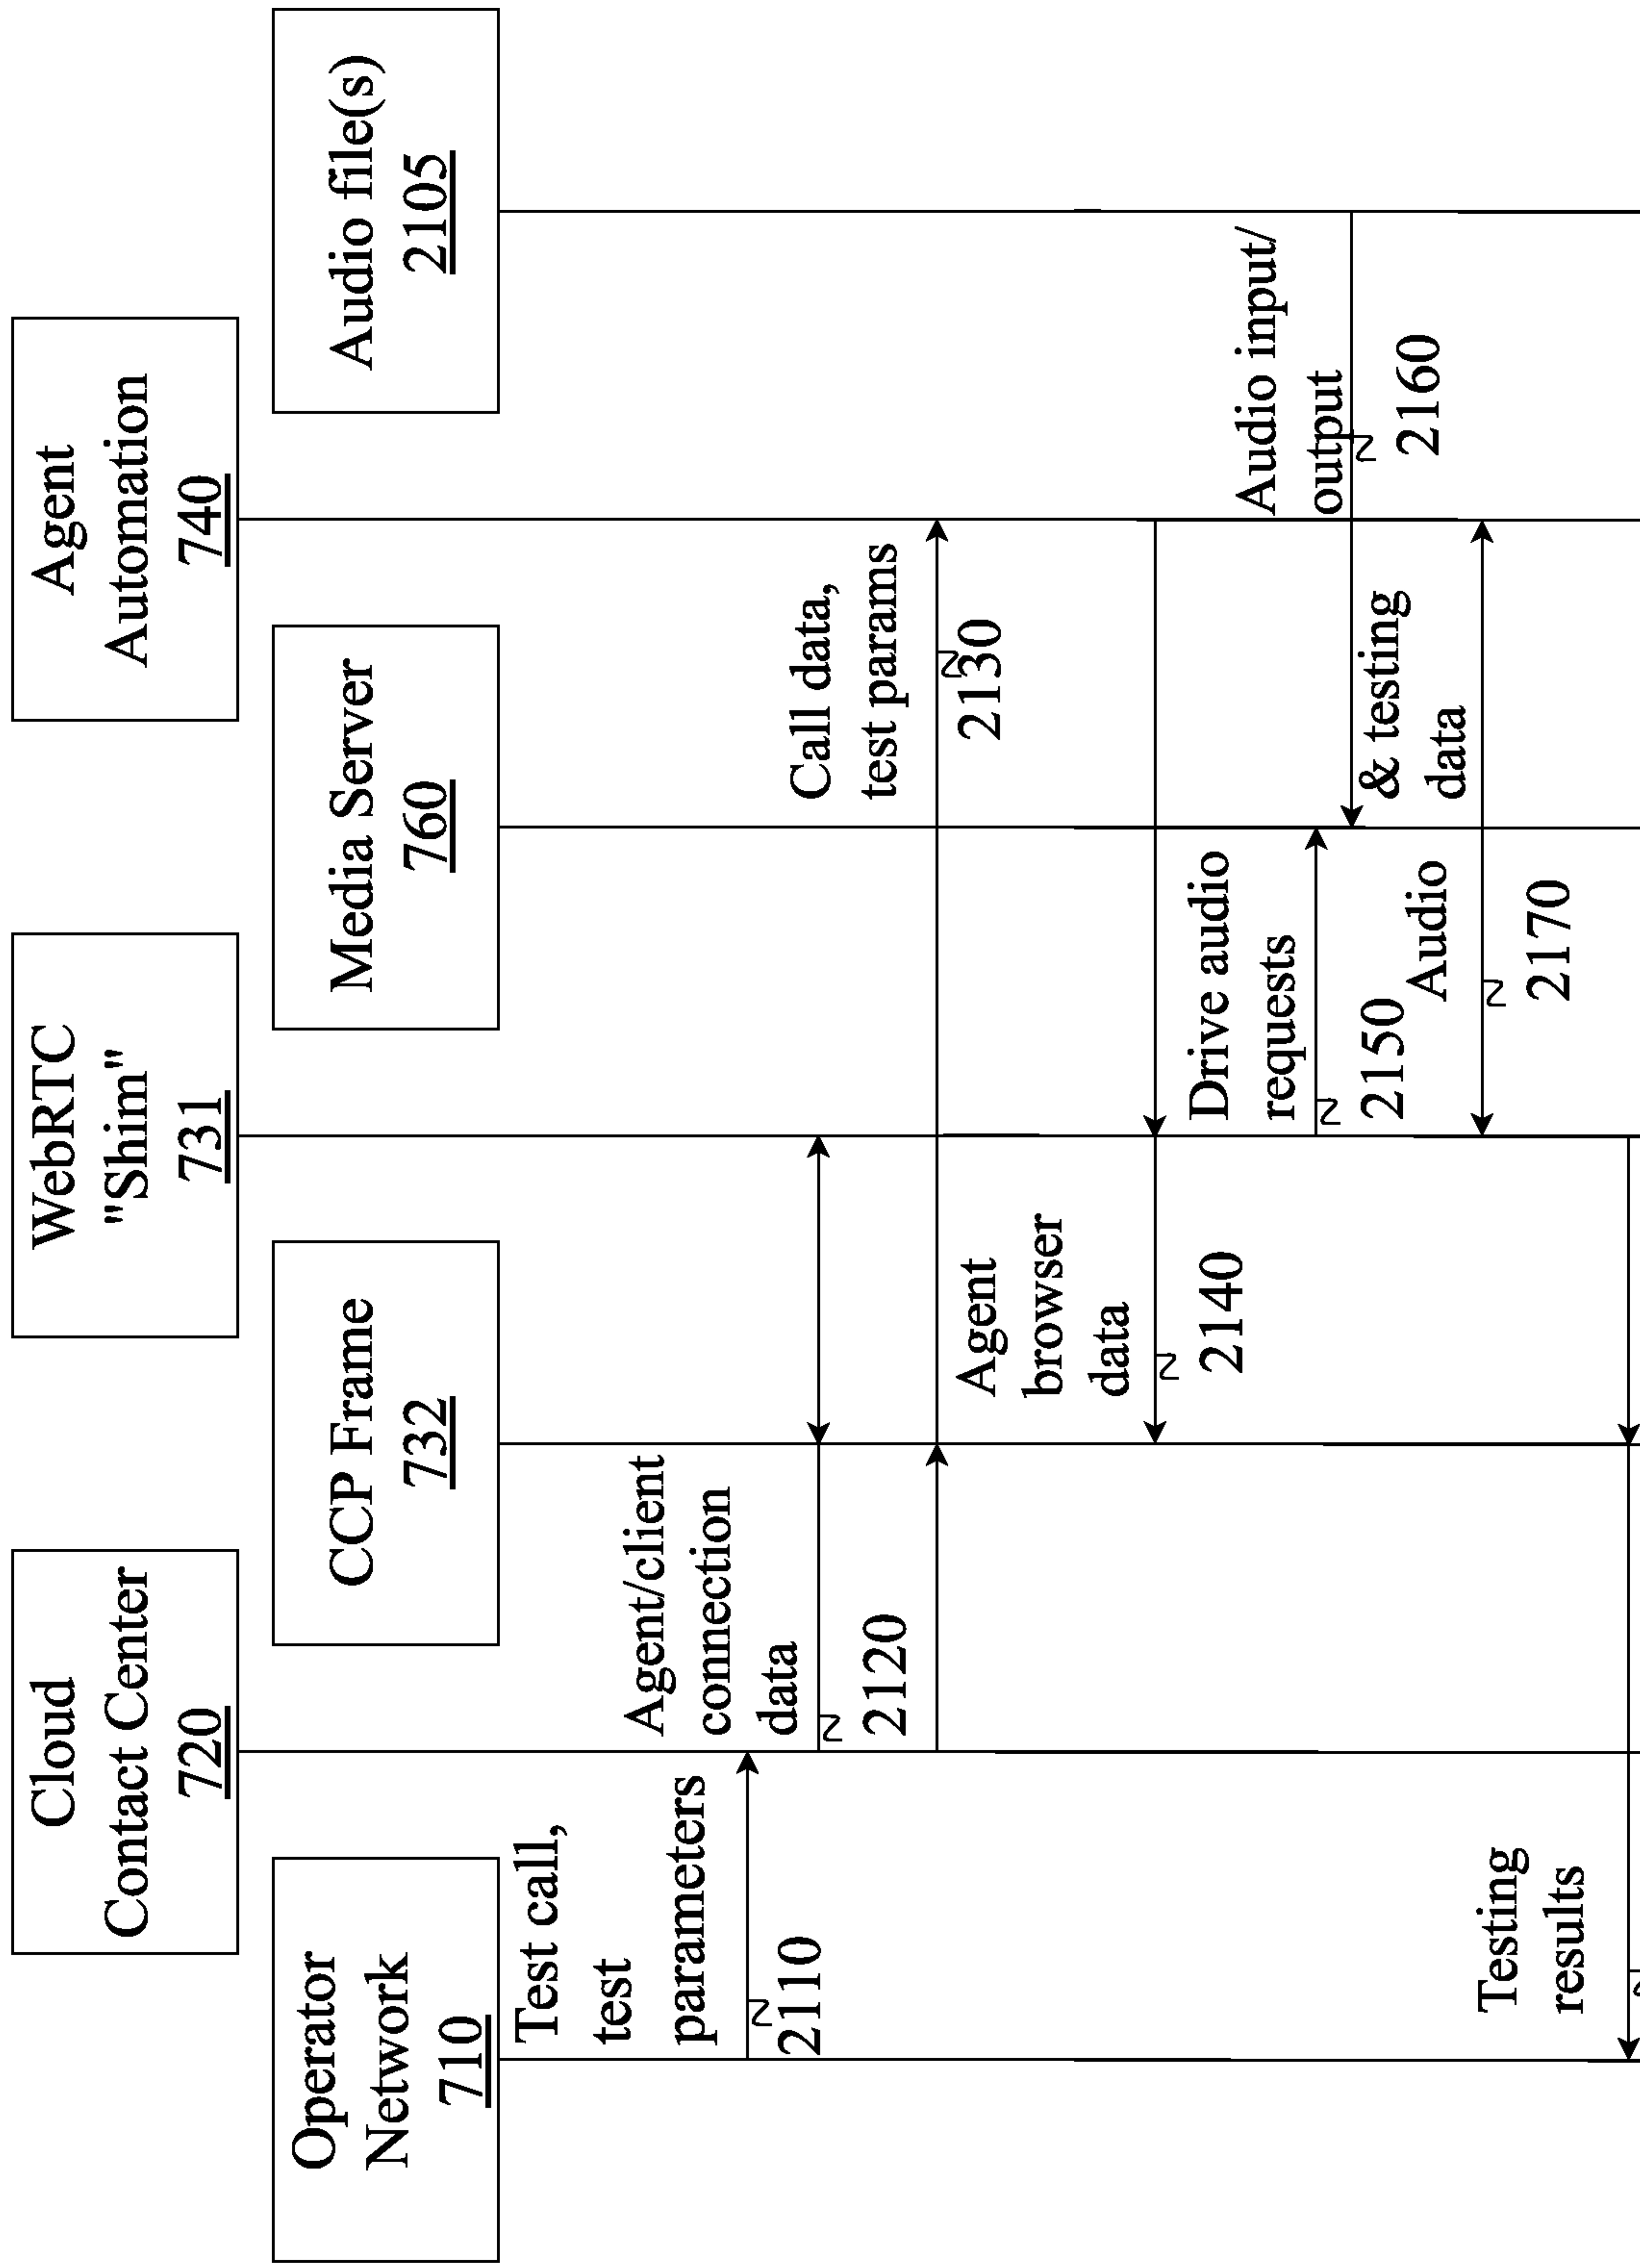 Operator
Network
710
Cloud
Contact Center
720
CCP Frame
732
WebRTC
"Shim"
731
Media Server
760
Agent
Automation
740
Audio file(s)
2105
Test call,
test
parameters
2110
Agent/client
connection
data
2120
Call data,
test params
2130
Agent
browser
data
2140
Drive audio
requests
2150
Audio input/
output
2160
Audio
& testing
data
2170
Testing
results